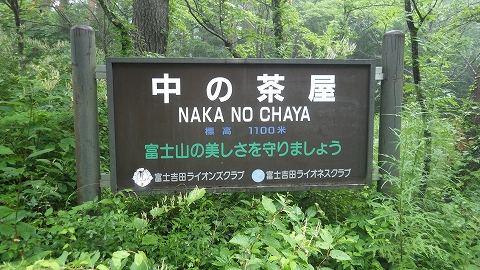 中の茶屋
NAKA NO CHAYA
標高 1100米
富士山の美しさを守りましょう
富士吉田ライオンズクラブ 富士吉田ライオネスクラブ